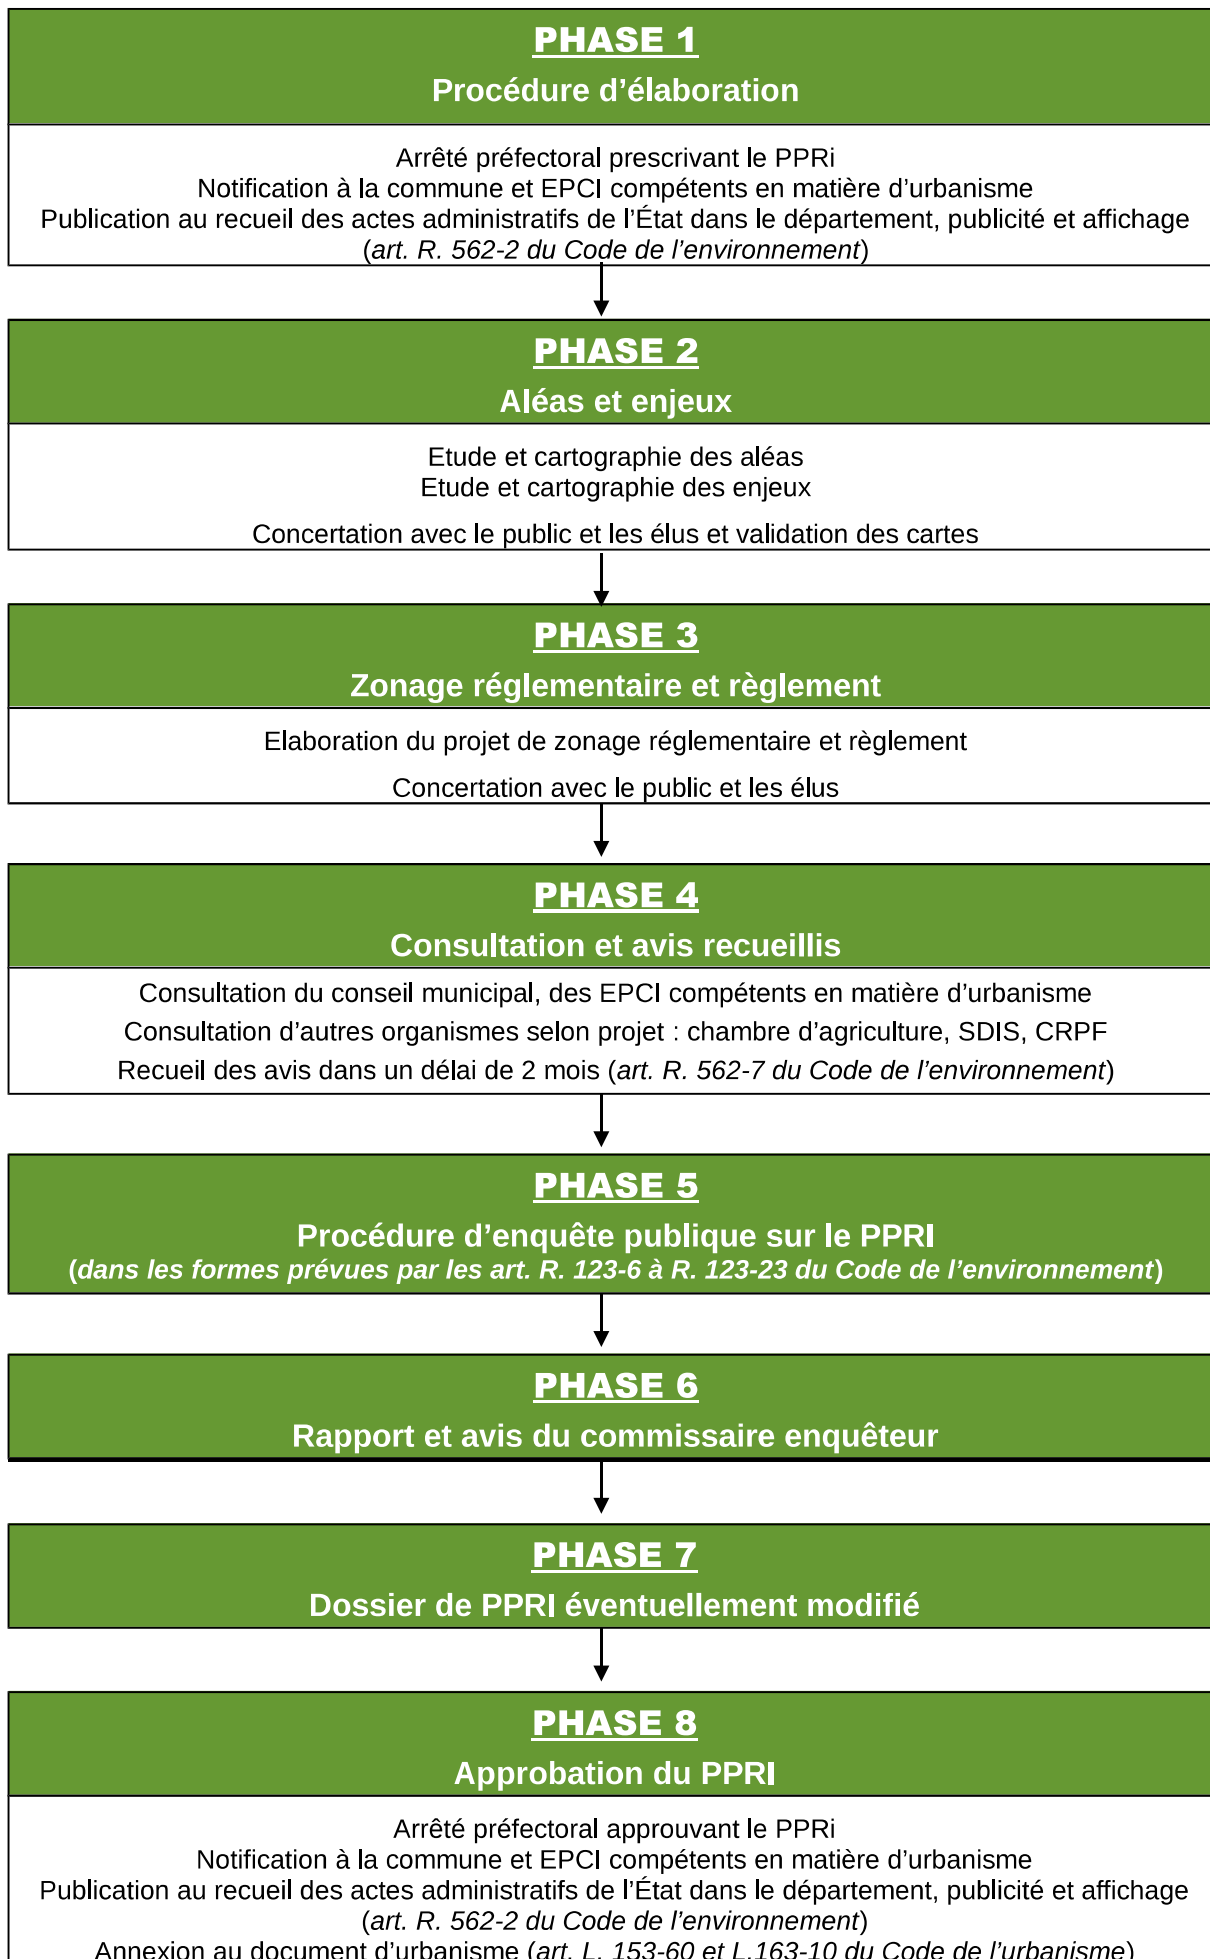 PHASE 1
Procédure d’élaboration
Arrêté préfectoral prescrivant le PPRi
Notification à la commune et EPCI compétents en matière d’urbanisme
Publication au recueil des actes administratifs de l’État dans le département, publicité et affichage
(art. R. 562-2 du Code de l’environnement)
PHASE 2
Aléas et enjeux
Etude et cartographie des aléas
Etude et cartographie des enjeux
Concertation avec le public et les élus et validation des cartes
PHASE 3
Zonage réglementaire et règlement
Elaboration du projet de zonage réglementaire et règlement
Concertation avec le public et les élus
PHASE 4
Consultation et avis recueillis
Consultation du conseil municipal, des EPCI compétents en matière d’urbanisme
Consultation d’autres organismes selon projet : chambre d’agriculture, SDIS, CRPF
Recueil des avis dans un délai de 2 mois (art. R. 562-7 du Code de l’environnement)
PHASE 5
Procédure d’enquête publique sur le PPRI
(dans les formes prévues par les art. R. 123-6 à R. 123-23 du Code de l’environnement)
PHASE 6
Rapport et avis du commissaire enquêteur
PHASE 7
Dossier de PPRI éventuellement modifié
PHASE 8
Approbation du PPRI
Arrêté préfectoral approuvant le PPRi
Notification à la commune et EPCI compétents en matière d’urbanisme
Publication au recueil des actes administratifs de l’État dans le département, publicité et affichage
(art. R. 562-2 du Code de l’environnement)
Annexion au document d’urbanisme (art. L. 153-60 et L.163-10 du Code de l’urbanisme)